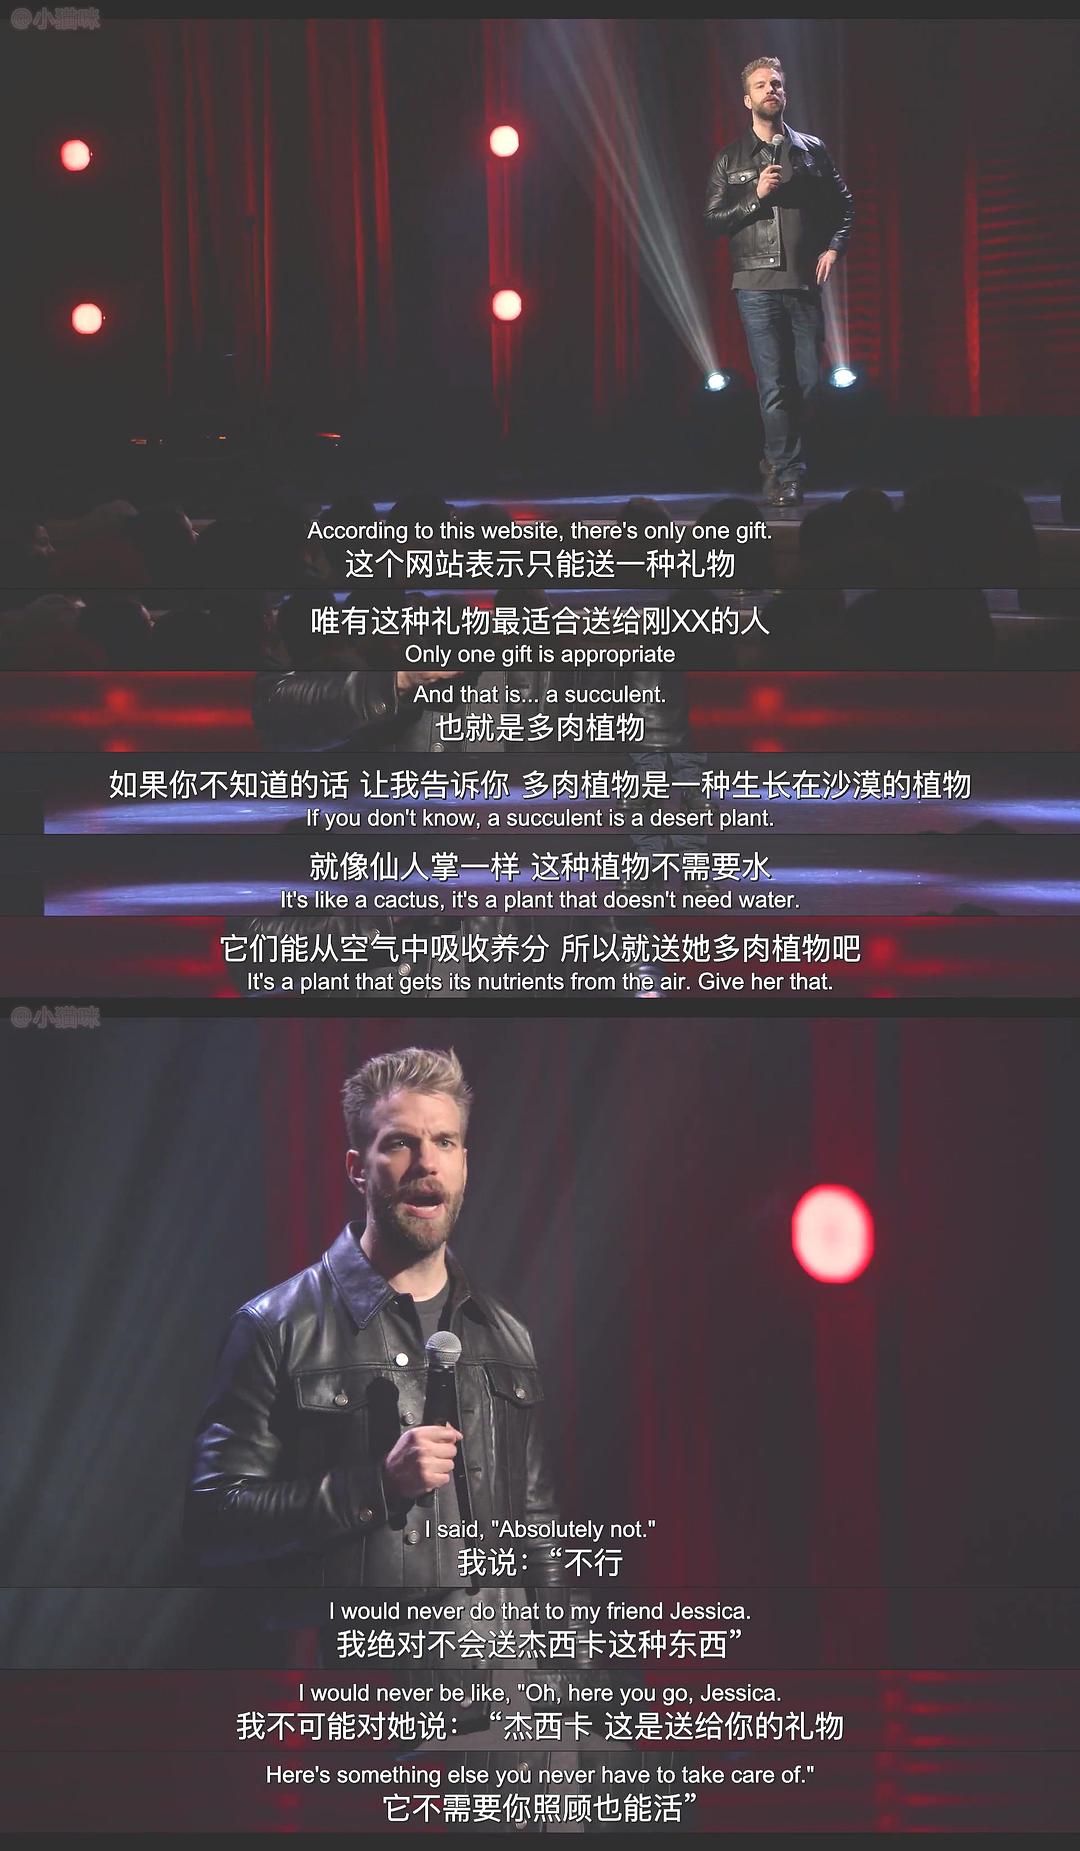 @小猫咪
According to this website, there's only one gift.
这个网站表示只能送一种礼物
唯有这种礼物最适合送给刚XX的人
Only one gift is appropriate
And that is... a succulent.
也就是多肉植物
如果你不知道的话 让我告诉你 多肉植物是一种生长在沙漠的植物
If you don't know, a succulent is a desert plant.
就像仙人掌一样 这种植物不需要水
It's like a cactus, it's a plant that doesn't need water.
它们能从空气中吸收养分 所以就送她多肉植物吧
It's a plant that gets its nutrients from the air. Give her that.
@小猫咪
I said, "Absolutely not."
我说：“不行
I would never do that to my friend Jessica.
我绝对不会送杰西卡这种东西”
I would never be like, "Oh, here you go, Jessica.
我不可能对她说：“杰西卡 这是送给你的礼物
Here's something else you never have to take care of."
它不需要你照顾也能活”